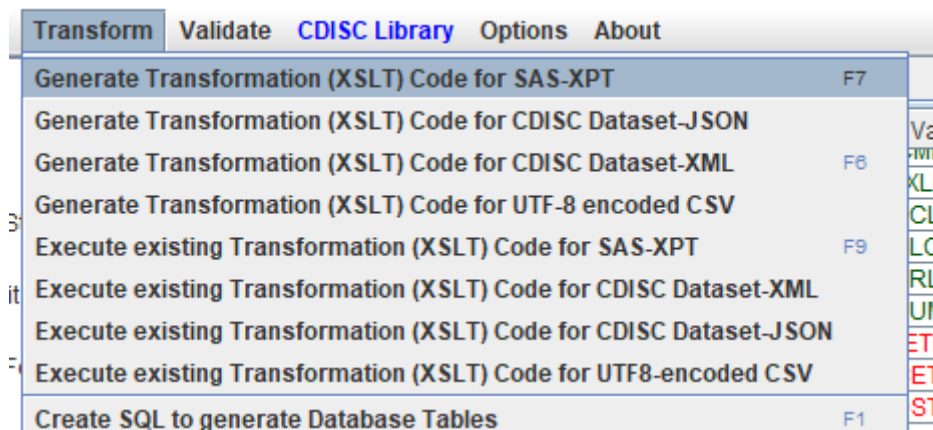 Transform Validate CDISC Library Options About
Generate Transformation (XSLT) Code for SAS-XPT F7
Generate Transformation (XSLT) Code for CDISC Dataset-JSON
Generate Transformation (XSLT) Code for CDISC Dataset-XML F6
Generate Transformation (XSLT) Code for UTF-8 encoded CSV
Execute existing Transformation (XSLT) Code for SAS-XPT F9
Execute existing Transformation (XSLT) Code for CDISC Dataset-XML
Execute existing Transformation (XSLT) Code for CDISC Dataset-JSON
Execute existing Transformation (XSLT) Code for UTF8-encoded CSV
Create SQL to generate Database Tables F1